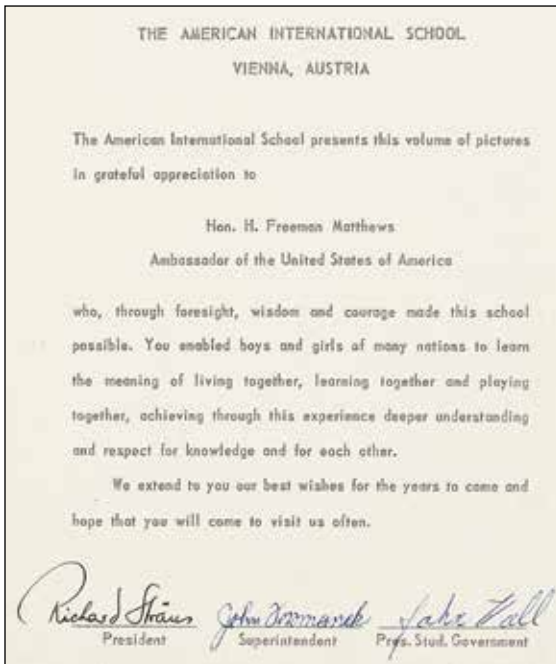 THE AMERICAN INTERNATIONAL SCHOOL
VIENNA, AUSTRIA
The American International School presents this volume of pictures
in grateful appreciation to
Hon. H. Freeman Matthews
Ambassador of the United States of America
who, through foresight, wisdom and courage made this school
possible. You enabled boys and girls of many nations to learn
the meaning of living together, learning together and playing
together, achieving through this experience deeper understanding
and respect for knowledge and for each other.
We extend to you our best wishes for the years to come and
hope that you will come to visit us often.
Richard Straus John
President Superintendent Pres. Stud. Government